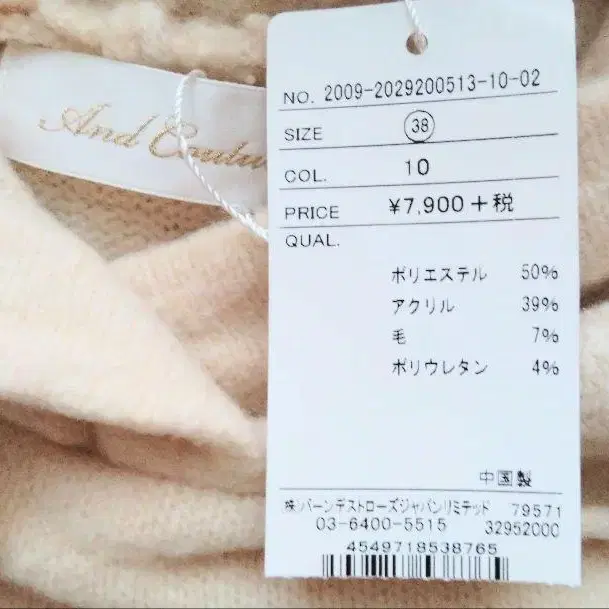 And Coutu
NO. 2009-2029200513-10-02
SIZE 38
COL. 10
PRICE ¥7,900+税
QUAL.
ポリエステル 50%
アクリル 39%
毛 7%
ポリウレタン 4%
中国製
㈱バーンデストローズジャパンリミテッド 79571
03-6400-5515 32952000
4549718538765